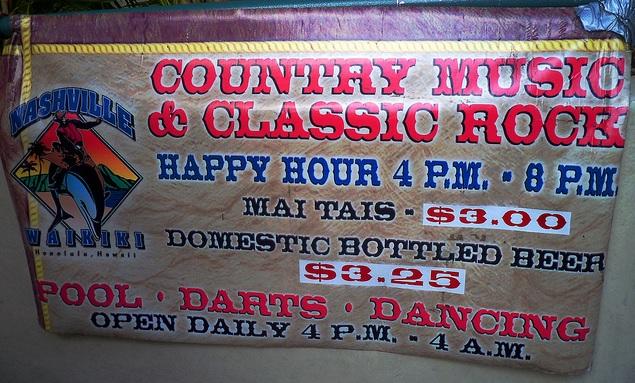 NASHVILLE
WAIKIKI
Honolulu, Hawaii
COUNTRY MUSIC
& CLASSIC ROCK
HAPPY HOUR 4 P.M. - 8 P.M.
MAI TAIS - $3.00
DOMESTIC BOTTLED BEER
$3.25
POOL · DARTS · DANCING
OPEN DAILY 4 P.M. - 4 A.M.